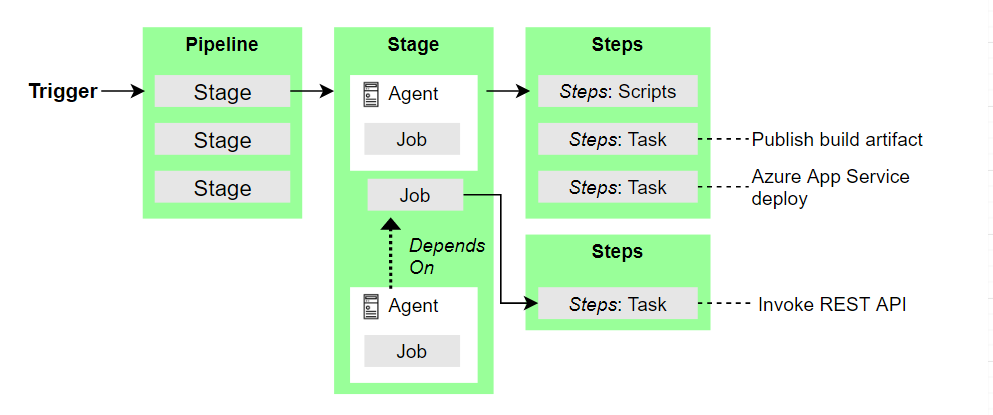 Trigger
Pipeline
Stage
Stage
Stage
Stage
Agent
Job
Job
Depends
On
Agent
Job
Steps
Steps: Scripts
Steps: Task
Publish build artifact
Steps: Task
Azure App Service
deploy
Steps
Steps: Task
Invoke REST API